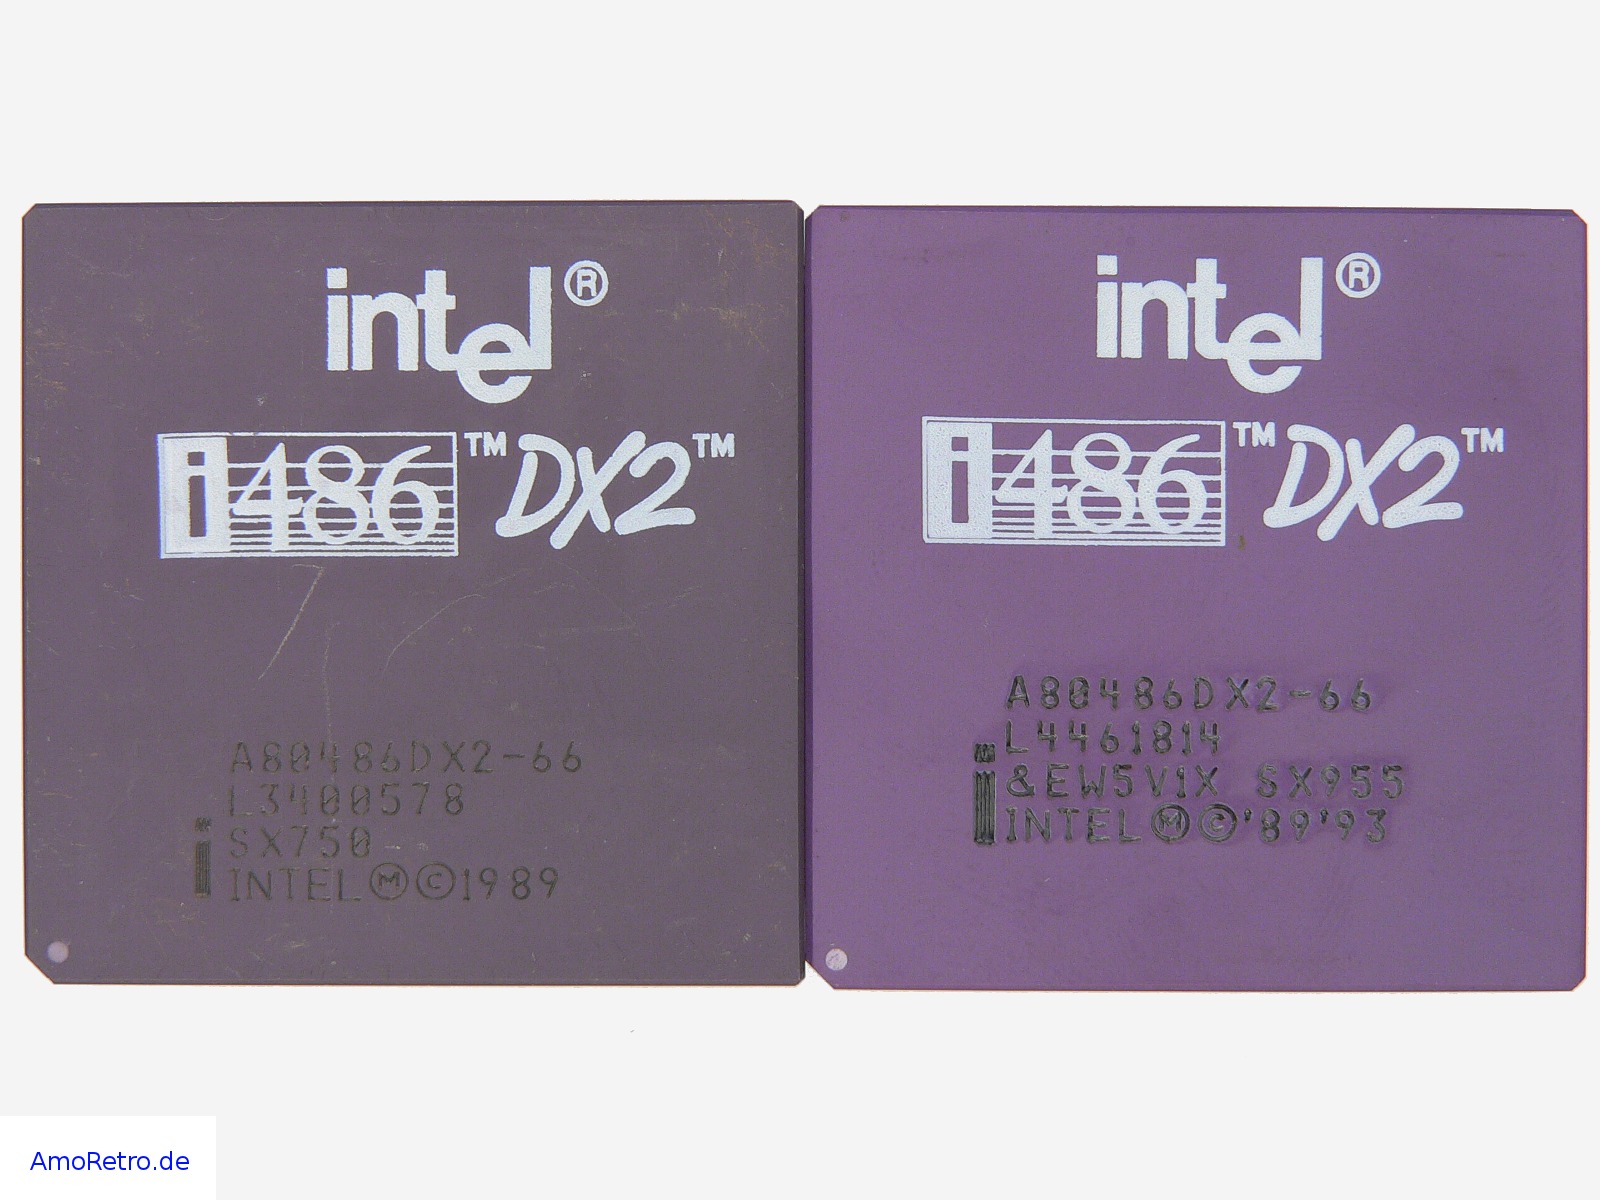 intel®
i486™ DX2™
A80486DX2-66
L3400578
SX750
INTEL Ⓜ©1989
intel®
i486™ DX2™
A80486DX2-66
L4461814
&EW5V1X SX955
INTEL Ⓜ©'89'93
AmoRetro.de